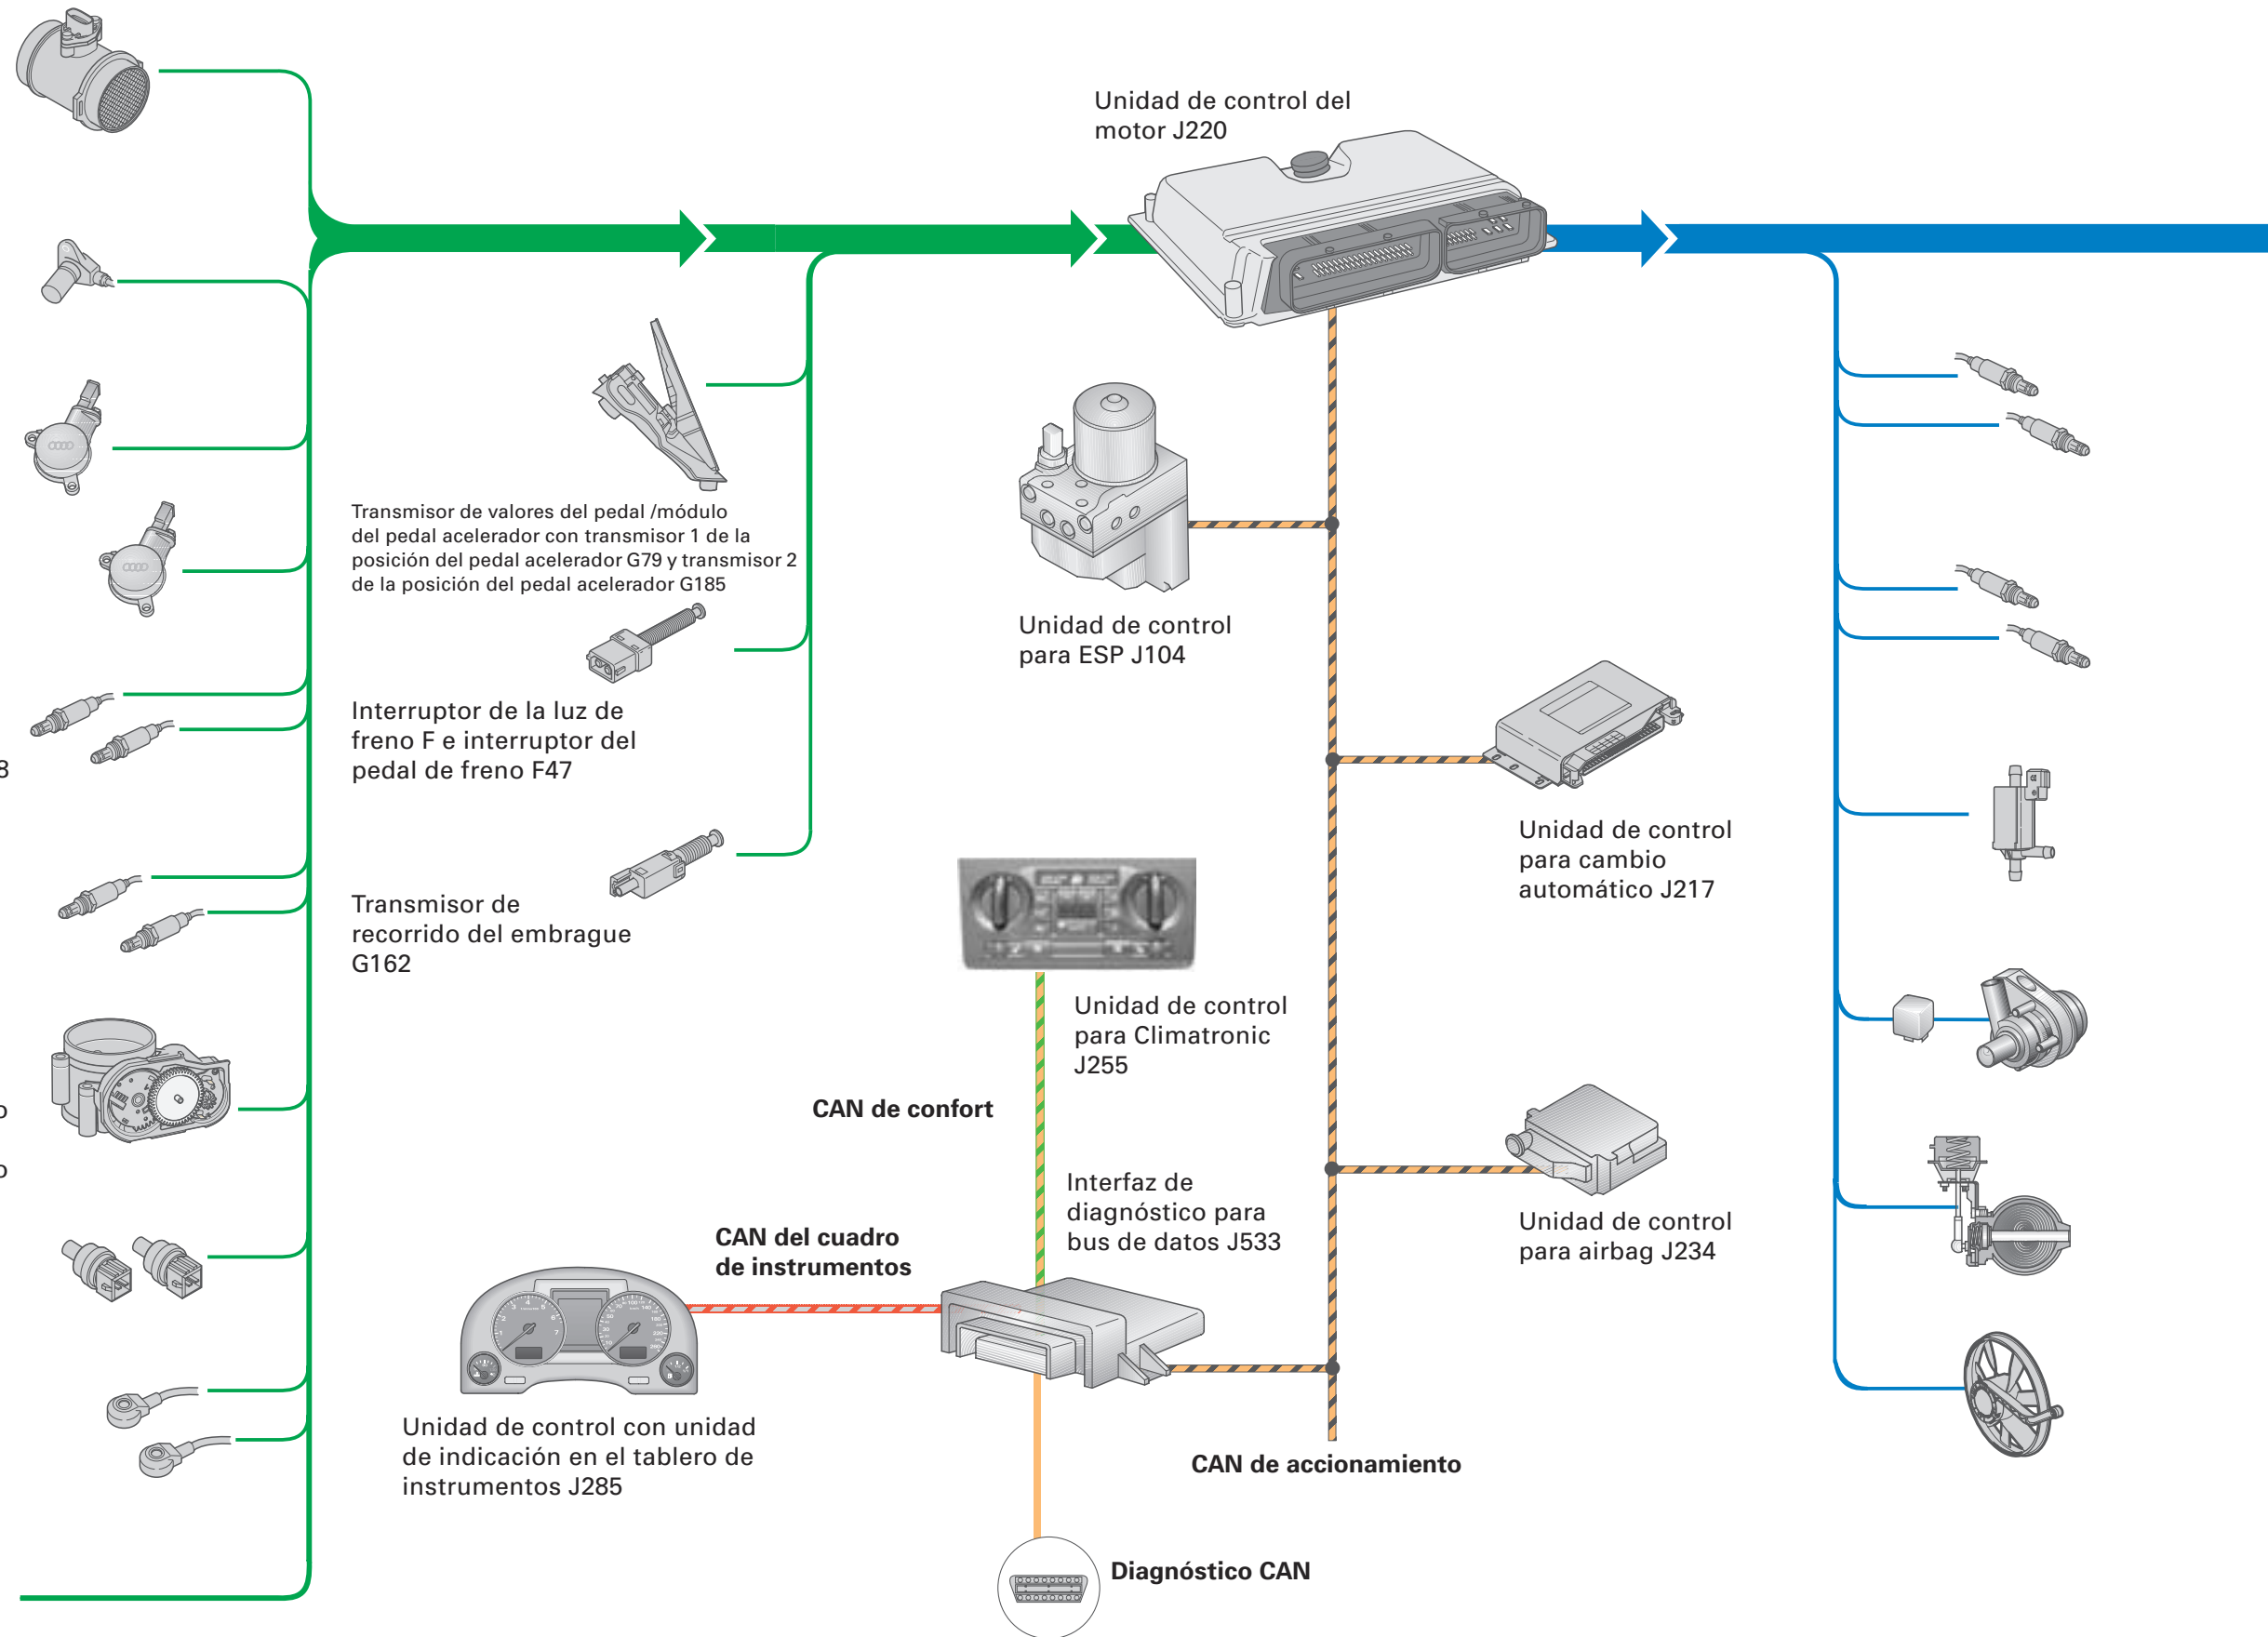 Unidad de control del
motor J220
Transmisor de valores del pedal /módulo
del pedal acelerador con transmisor 1 de la
posición del pedal acelerador G79 y transmisor 2
de la posición del pedal acelerador G185
Unidad de control
para ESP J104
Interruptor de la luz de
freno F e interruptor del
pedal de freno F47
8
Unidad de control
para cambio
automático J217
Transmisor de
recorrido del embrague
G162
Unidad de control
para Climatronic
J255
CAN de confort
o
o
Interfaz de
diagnóstico para
bus de datos J533
Unidad de control
para airbag J234
CAN del cuadro
de instrumentos
Unidad de control con unidad
de indicación en el tablero de
instrumentos J285
CAN de accionamiento
Diagnóstico CAN